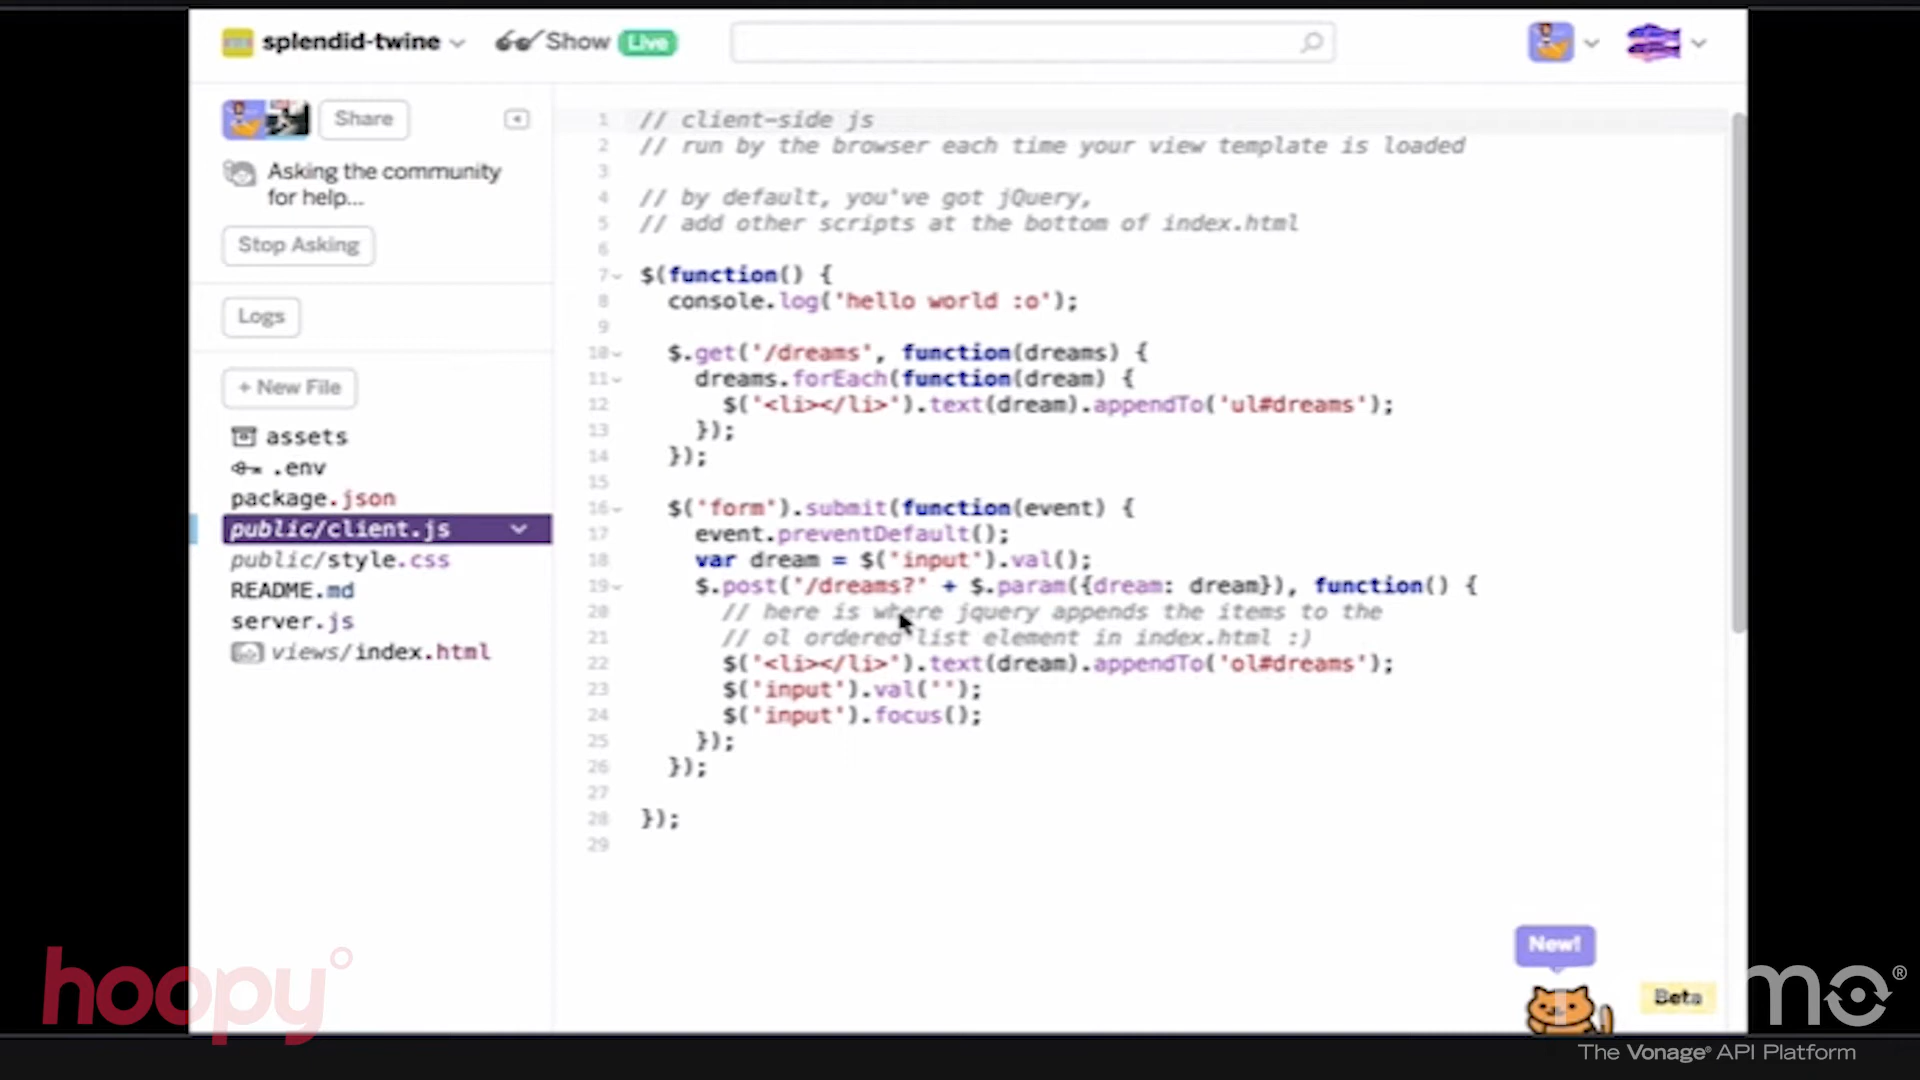 splendid-twine
Show Live
Share
Asking the community
for help...
Stop Asking
Logs
+ New File
assets
.env
package.json
public/client.js
public/style.css
README.md
server.js
views/index.html
1 // client-side js
2 // run by the browser each time your view template is loaded
3
4 // by default, you've got jQuery,
5 // add other scripts at the bottom of index.html
6
7 $(function() {
8 console.log('hello world :o');
9
10 $.get('/dreams', function(dreams) {
11 dreams.forEach(function(dream) {
12 $('<li></li>').text(dream).appendTo('ul#dreams');
13 });
14 });
15
16 $('form').submit(function(event) {
17 event.preventDefault();
18 var dream = $('input').val();
19 $.post('/dreams?' + $.param({dream: dream}), function() {
20 // here is where jquery appends the items to the
21 // ol ordered list element in index.html :)
22 $('<li></li>').text(dream).appendTo('ol#dreams');
23 $('input').val('');
24 $('input').focus();
25 });
26 });
27
28 });
29
New!
Beta
hoopy
The Vonage® API Platform